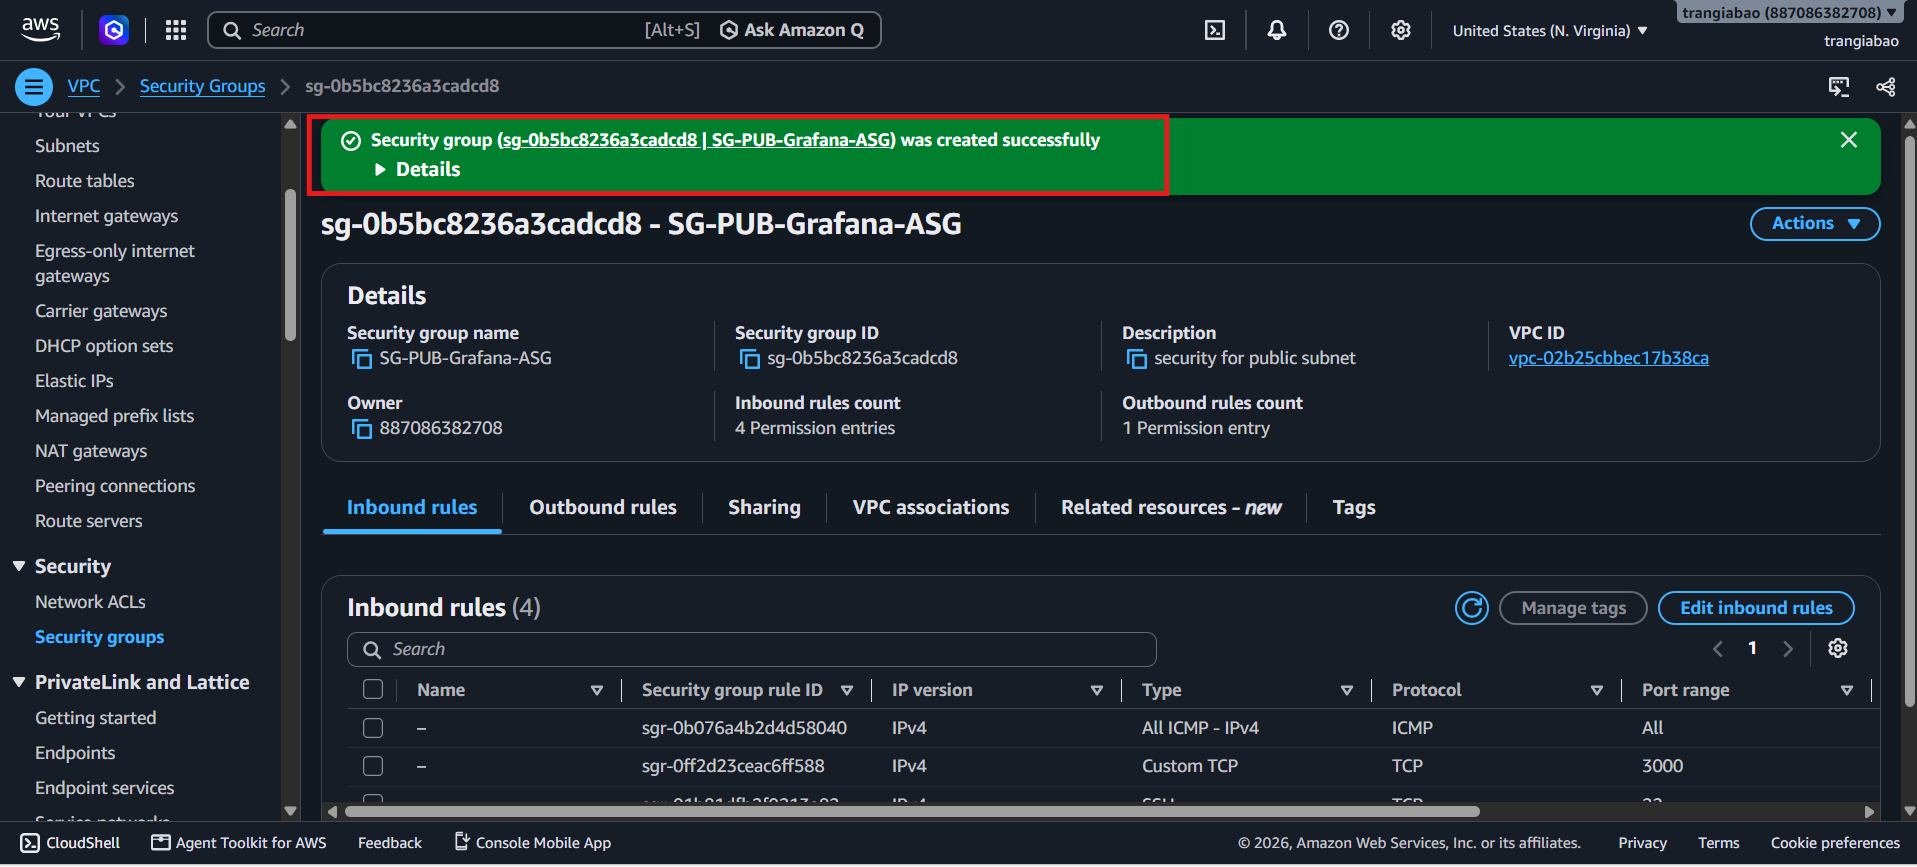 aws
Search [Alt+S] Ask Amazon Q
United States (N. Virginia)
trangiabao (887086382708)
trangiabao
VPC Security Groups sg-0b5bc8236a3cadcd8
Your VPCs
Subnets
Route tables
Internet gateways
Egress-only internet
gateways
Carrier gateways
DHCP option sets
Elastic IPs
Managed prefix lists
NAT gateways
Peering connections
Route servers
Security
Network ACLs
Security groups
PrivateLink and Lattice
Getting started
Endpoints
Endpoint services
Security group (sg-0b5bc8236a3cadcd8 | SG-PUB-Grafana-ASG) was created successfully
Details
sg-0b5bc8236a3cadcd8 - SG-PUB-Grafana-ASG
Actions
Details
Security group name Security group ID Description VPC ID
SG-PUB-Grafana-ASG sg-0b5bc8236a3cadcd8 security for public subnet vpc-02b25cbbec17b38ca
Owner Inbound rules count Outbound rules count
887086382708 4 Permission entries 1 Permission entry
Inbound rules Outbound rules Sharing VPC associations Related resources - new Tags
Inbound rules (4)
Manage tags Edit inbound rules
Search
1
Name Security group rule ID IP version Type Protocol Port range
– sgr-0b076a4b2d4d58040 IPv4 All ICMP - IPv4 ICMP All
– sgr-0ff2d23ceac6ff588 IPv4 Custom TCP TCP 3000
IPv4 SSH TCP 22
CloudShell Agent Toolkit for AWS Feedback Console Mobile App
© 2026, Amazon Web Services, Inc. or its affiliates. Privacy Terms Cookie preferences